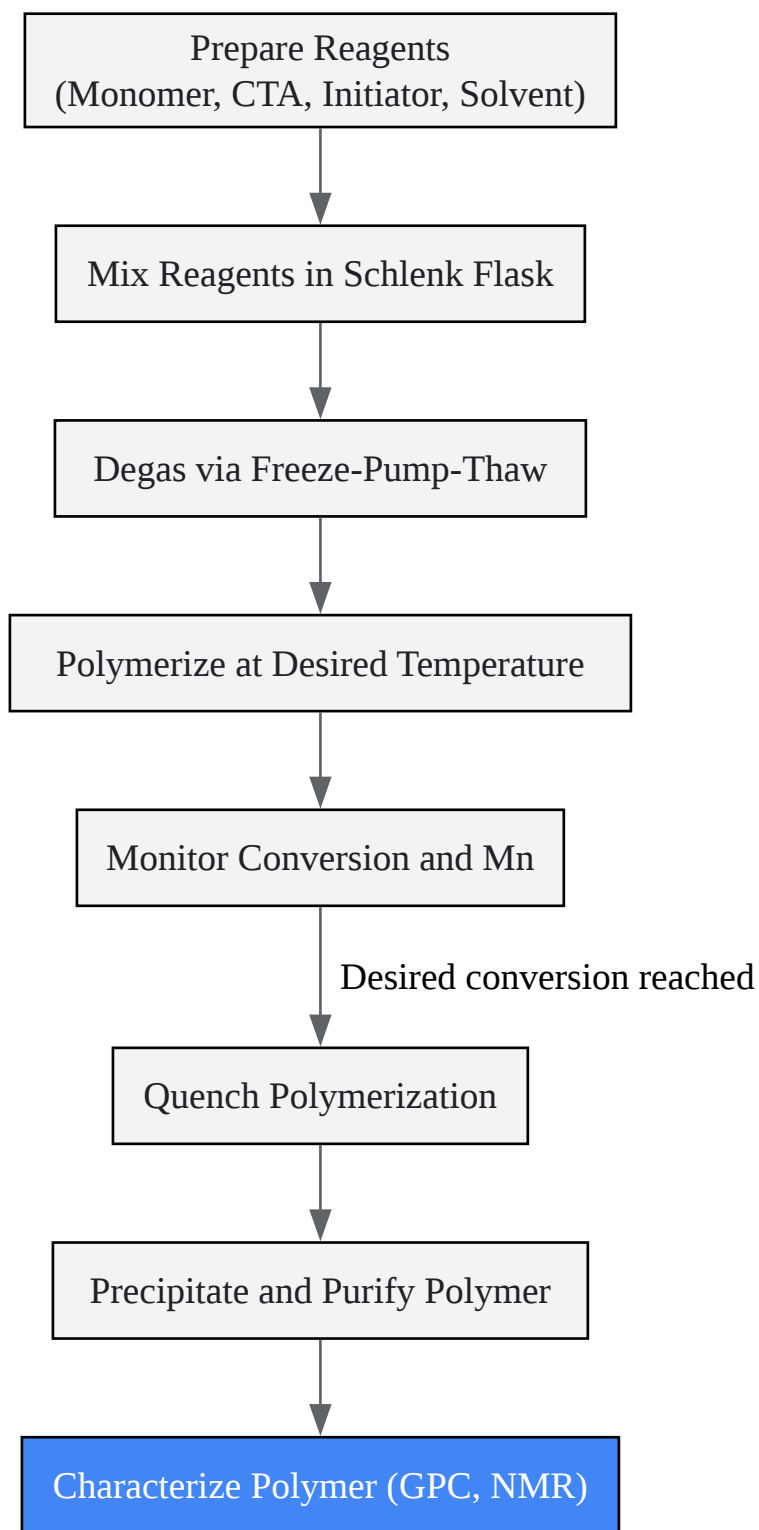 Prepare Reagents
(Monomer, CTA, Initiator, Solvent)
Mix Reagents in Schlenk Flask
Degas via Freeze-Pump-Thaw
Polymerize at Desired Temperature
Monitor Conversion and Mn
Desired conversion reached
Quench Polymerization
Precipitate and Purify Polymer
Characterize Polymer (GPC, NMR)